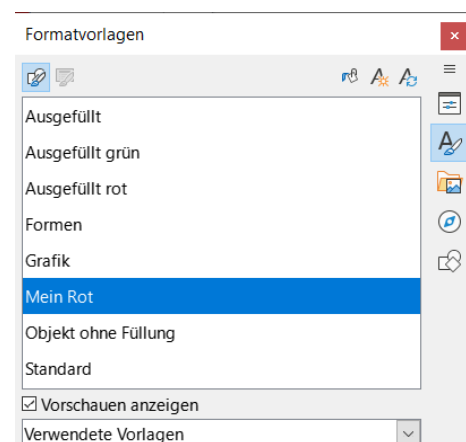 Formatvorlagen
Ausgefüllt
Ausgefüllt grün
Ausgefüllt rot
Formen
Grafik
Mein Rot
Objekt ohne Füllung
Standard
Vorschauen anzeigen
Verwendete Vorlagen